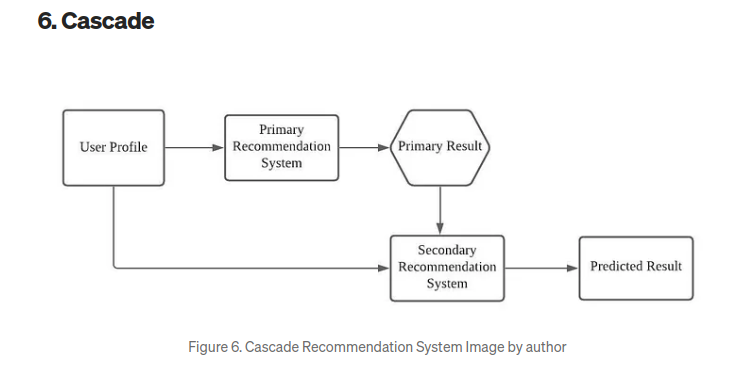 6. Cascade
User Profile
Primary
Recommendation
System
Primary Result
Secondary
Recommendation
System
Predicted Result
Figure 6. Cascade Recommendation System Image by author